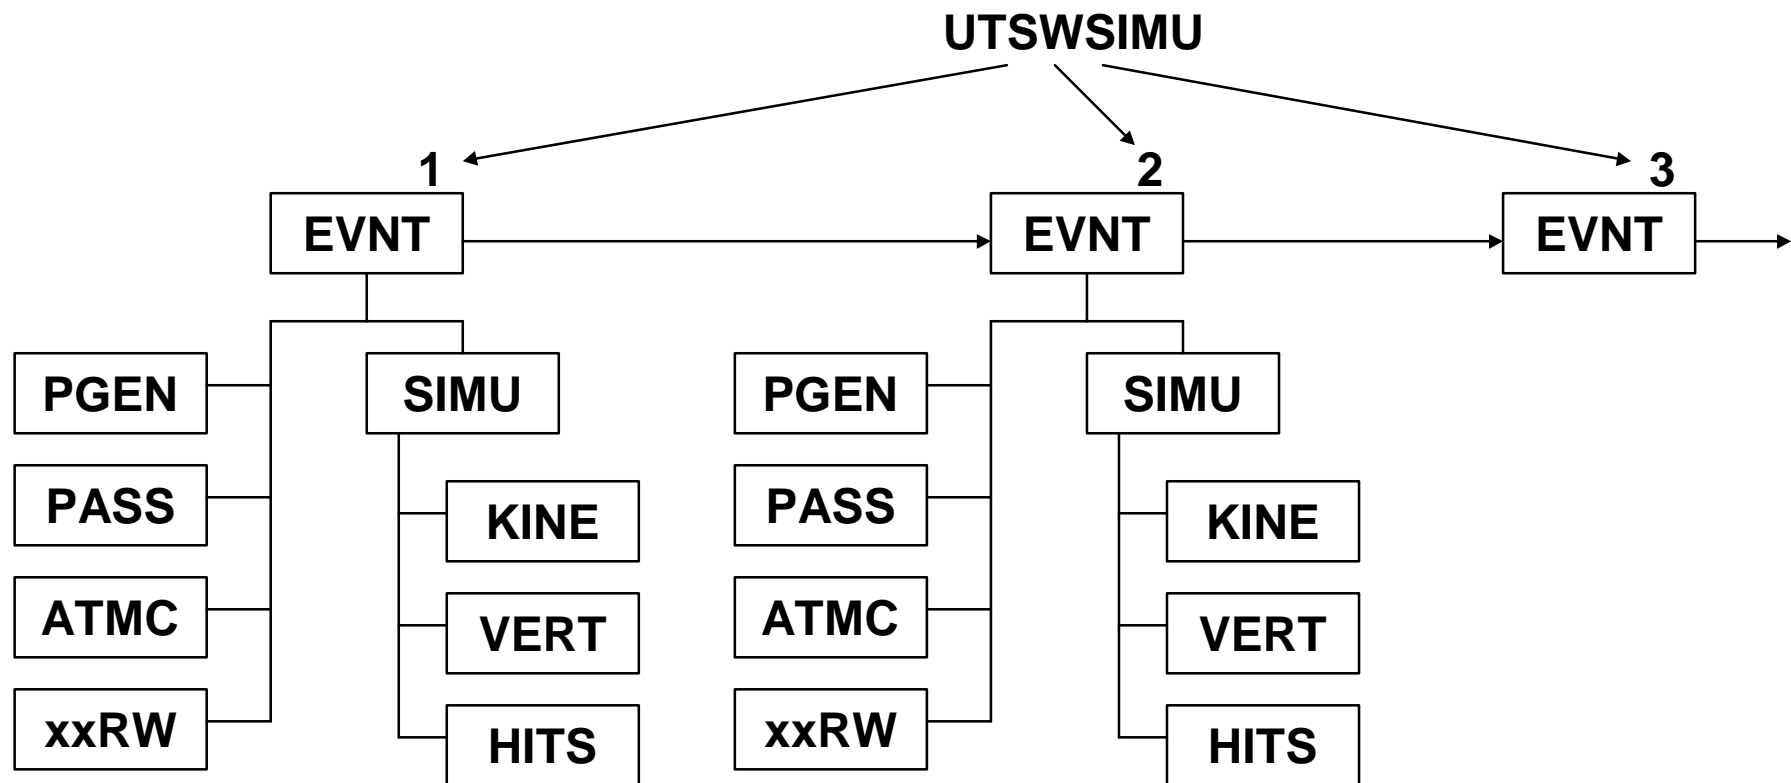 UTSWSIMU
1 2 3
EVNT EVNT EVNT
PGEN SIMU PGEN SIMU
PASS KINE PASS KINE
ATMC VERT ATMC VERT
xxRW HITS xxRW HITS